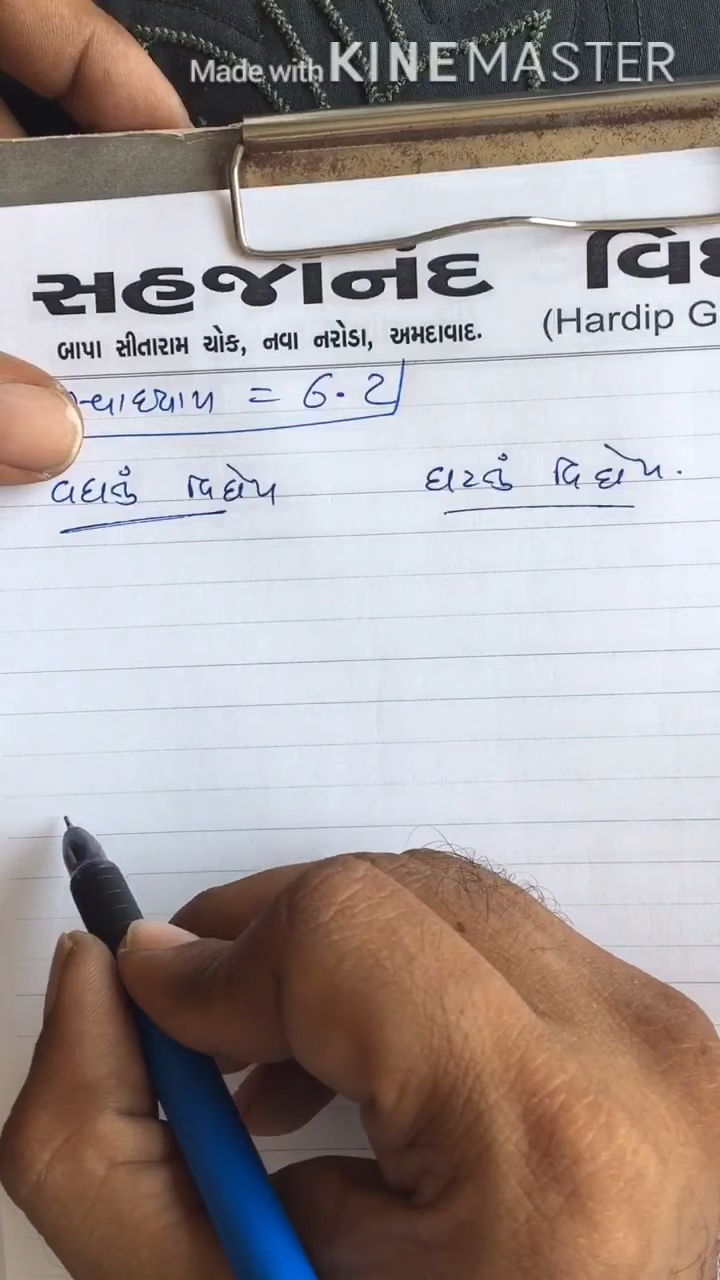 Made with KINEMASTER
સહજાનંદ વિદ
(Hardip G
બાપા સીતારામ ચોક, નવા નરોડા, અમદાવાદ.
સ્વાધ્યાય = 6.2
વધતું વિધેય ઘટતું વિધેય.